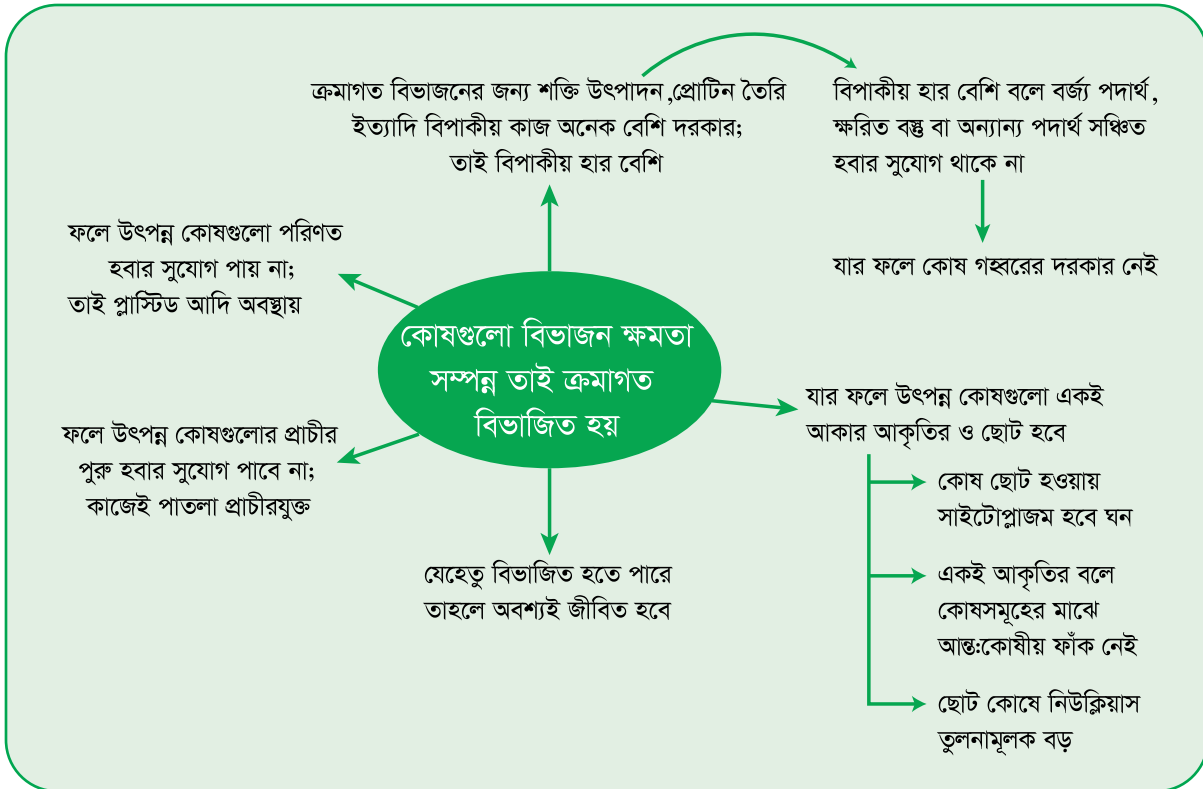 ক্রমাগত বিভাজনের জন্য শক্তি উৎপাদন,প্রোটিন তৈরি
ইত্যাদি বিপাকীয় কাজ অনেক বেশি দরকার;
তাই বিপাকীয় হার বেশি
বিপাকীয় হার বেশি বলে বর্জ্য পদার্থ,
ক্ষরিত বস্তু বা অন্যান্য পদার্থ সঞ্চিত
হবার সুযোগ থাকে না
যার ফলে কোষ গহ্বরের দরকার নেই
ফলে উৎপন্ন কোষগুলো পরিণত
হবার সুযোগ পায় না;
তাই প্লাস্টিড আদি অবস্থায়
কোষগুলো বিভাজন ক্ষমতা
সম্পন্ন তাই ক্রমাগত
বিভাজিত হয়
ফলে উৎপন্ন কোষগুলোর প্রাচীর
পুরু হবার সুযোগ পাবে না;
কাজেই পাতলা প্রাচীরযুক্ত
যেহেতু বিভাজিত হতে পারে
তাহলে অবশ্যই জীবিত হবে
যার ফলে উৎপন্ন কোষগুলো একই
আকার আকৃতির ও ছোট হবে
কোষ ছোট হওয়ায়
সাইটোপ্লাজম হবে ঘন
একই আকৃতির বলে
কোষসমূহের মাঝে
আন্ত:কোষীয় ফাঁক নেই
ছোট কোষে নিউক্লিয়াস
তুলনামূলক বড়